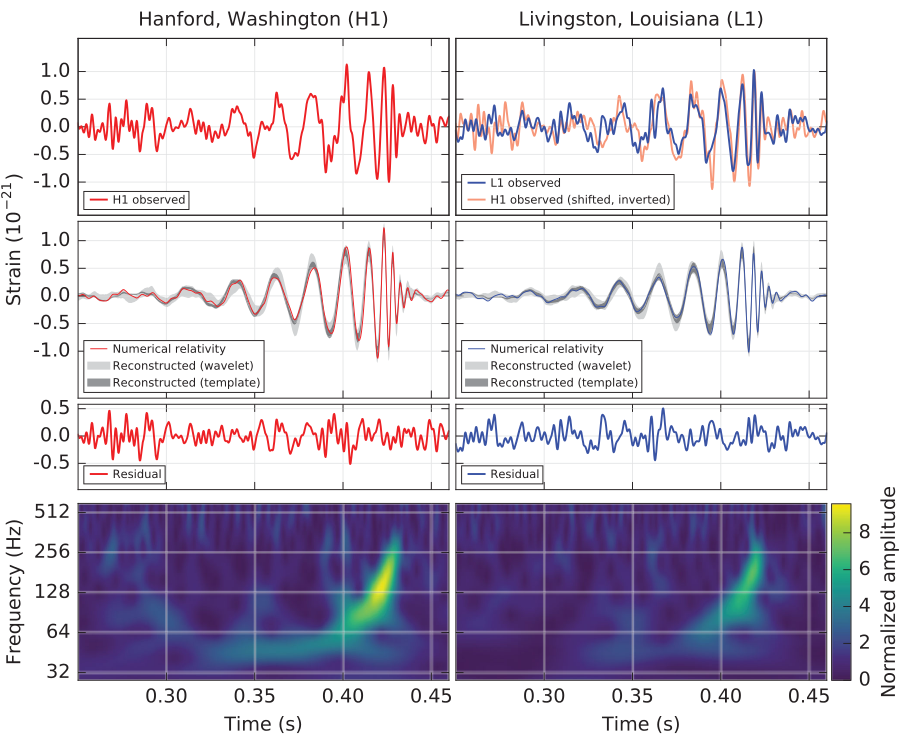 Hanford, Washington (H1)
Livingston, Louisiana (L1)
Strain (10⁻²¹)
1.0
0.5
0.0
-0.5
-1.0
H1 observed
L1 observed
H1 observed (shifted, inverted)
1.0
0.5
0.0
-0.5
-1.0
Numerical relativity
Reconstructed (wavelet)
Reconstructed (template)
Numerical relativity
Reconstructed (wavelet)
Reconstructed (template)
0.5
0.0
-0.5
Residual
Residual
Frequency (Hz)
512
256
128
64
32
0.30 0.35 0.40 0.45
Time (s)
0.30 0.35 0.40 0.45
Time (s)
8
6
4
2
0
Normalized amplitude